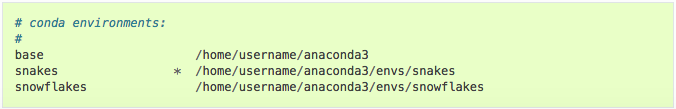 # conda environments:
#
base                     /home/username/anaconda3
snakes                *  /home/username/anaconda3/envs/snakes
snowflakes               /home/username/anaconda3/envs/snowflakes